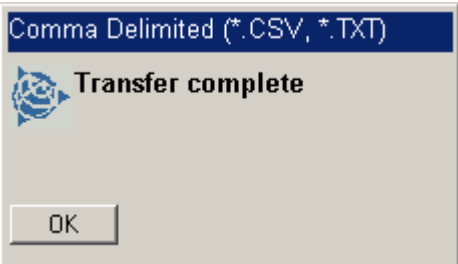 Comma Delimited (*.CSV, *.TXT)
Transfer complete
OK